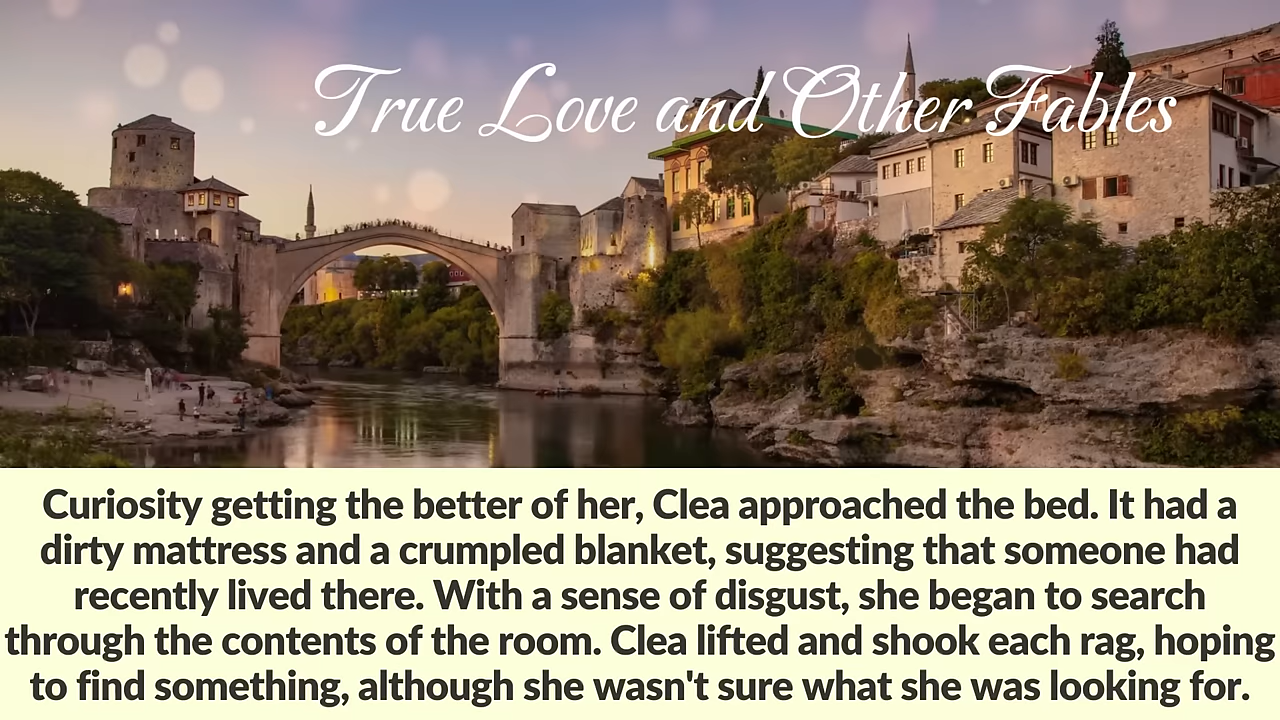 True Love and Other Fables
Curiosity getting the better of her, Clea approached the bed. It had a
dirty mattress and a crumpled blanket, suggesting that someone had
recently lived there. With a sense of disgust, she began to search
through the contents of the room. Clea lifted and shook each rag, hoping
to find something, although she wasn't sure what she was looking for.